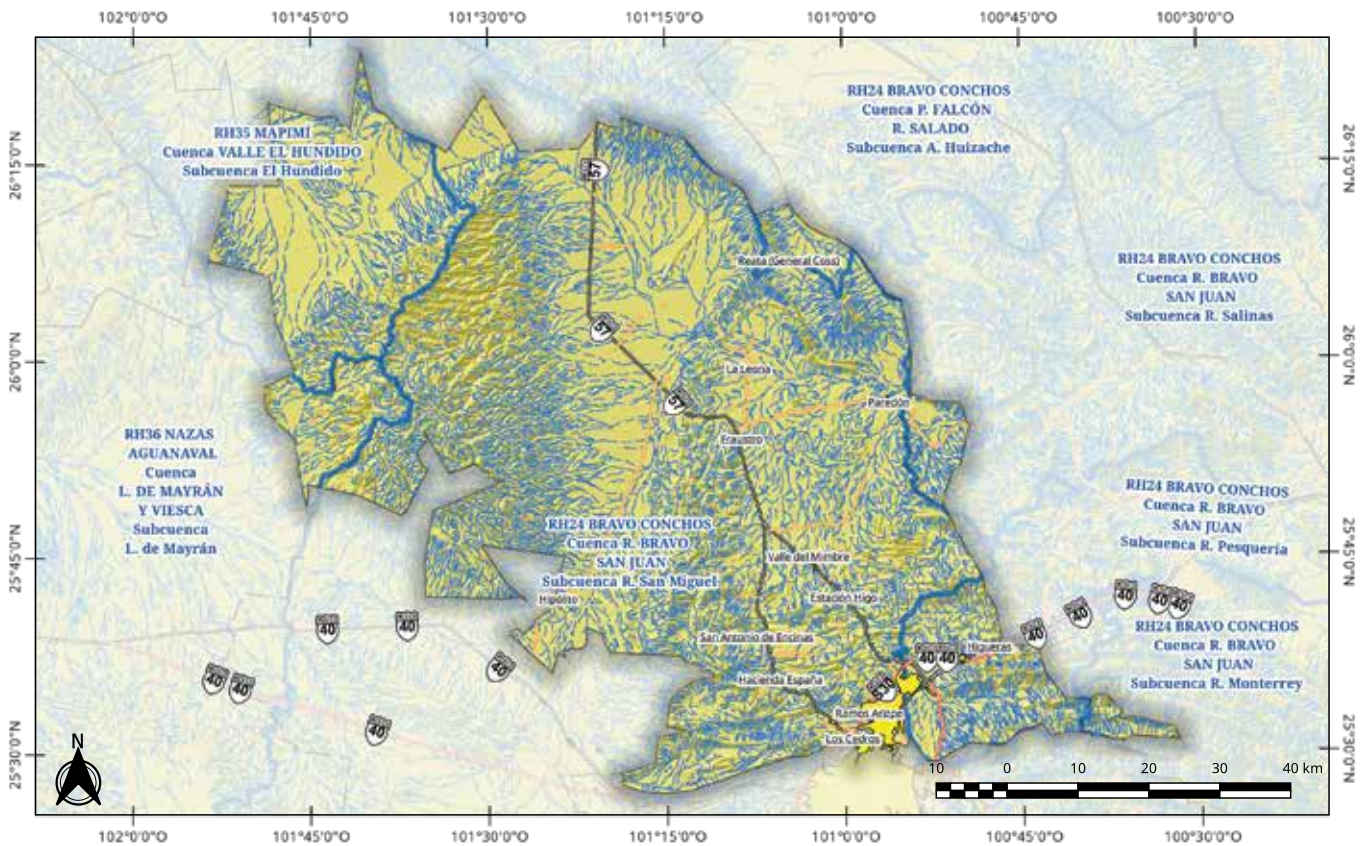 102°0'0"O 101°45'0"O 101°30'0"O 101°15'0"O 101°0'0"O 100°45'0"O 100°30'0"O
RH35 MAPIMÍ
Cuenca VALLE EL HUNDIDO
Subcuenca El Hundido
RH24 BRAVO CONCHOS
Cuenca P. FALCÓN
R. SALADO
Subcuenca A. Huizache
26°15'0"N
26°15'0"N
57
Reata (General Coss)
RH24 BRAVO CONCHOS
Cuenca R. BRAVO
SAN JUAN
Subcuenca R. Salinas
57
26°0'0"N
26°0'0"N
La Leona
57
Paredón
RH36 NAZAS
AGUANAVAL
Cuenca
L. DE MAYRÁN
Y VIESCA
Subcuenca
L. de Mayrán
RH24 BRAVO CONCHOS
Cuenca R. BRAVO
SAN JUAN
Subcuenca R. Pesquería
RH24 BRAVO CONCHOS
Cuenca R. BRAVO
SAN JUAN
Subcuenca R. San Miguel
25°45'0"N
25°45'0"N
Valle del Mimbre
Hipólito
Estación Higo
40 40 40
40
40
40 40
San Antonio de Encinas
Higueras
RH24 BRAVO CONCHOS
Cuenca R. BRAVO
SAN JUAN
Subcuenca R. Monterrey
40 40
40
40 40
Hacienda España
Ramos Arizpe
40
Los Cedros
25°30'0"N
25°30'0"N
N
10 0 10 20 30 40 km
102°0'0"O 101°45'0"O 101°30'0"O 101°15'0"O 101°0'0"O 100°45'0"O 100°30'0"O